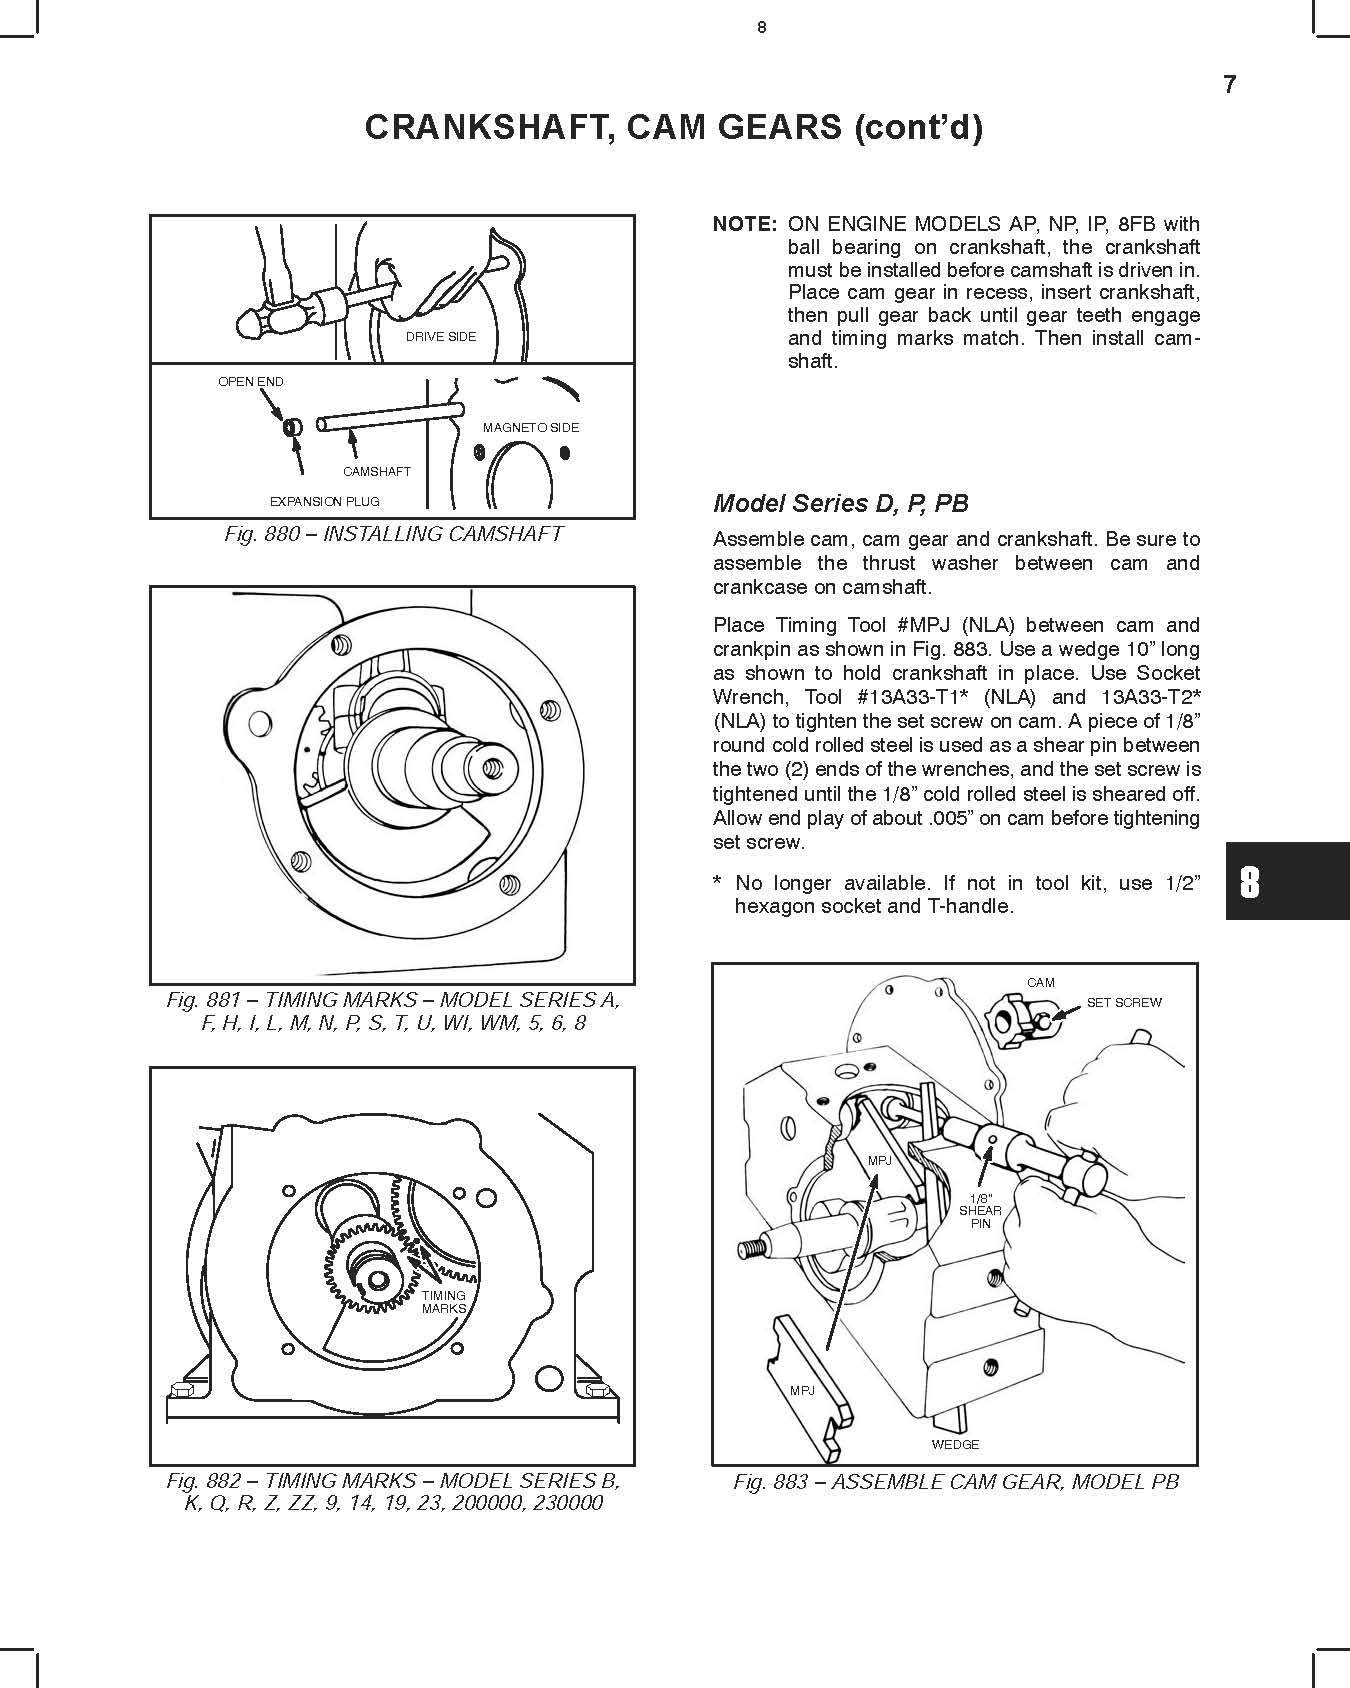 8
7
CRANKSHAFT, CAM GEARS (cont’d)
DRIVE SIDE
OPEN END
MAGNETO SIDE
CAMSHAFT
EXPANSION PLUG
Fig. 880 – INSTALLING CAMSHAFT
Fig. 881 – TIMING MARKS – MODEL SERIES A,
F, H, I, L, M, N, P, S, T, U, WI, WM, 5, 6, 8
TIMING
MARKS
Fig. 882 – TIMING MARKS – MODEL SERIES B,
K, Q, R, Z, ZZ, 9, 14, 19, 23, 200000, 230000
NOTE: ON ENGINE MODELS AP, NP, IP, 8FB with
ball bearing on crankshaft, the crankshaft
must be installed before camshaft is driven in.
Place cam gear in recess, insert crankshaft,
then pull gear back until gear teeth engage
and timing marks match. Then install cam-
shaft.
Model Series D, P, PB
Assemble cam, cam gear and crankshaft. Be sure to
assemble the thrust washer between cam and
crankcase on camshaft.
Place Timing Tool #MPJ (NLA) between cam and
crankpin as shown in Fig. 883. Use a wedge 10” long
as shown to hold crankshaft in place. Use Socket
Wrench, Tool #13A33-T1* (NLA) and 13A33-T2*
(NLA) to tighten the set screw on cam. A piece of 1/8”
round cold rolled steel is used as a shear pin between
the two (2) ends of the wrenches, and the set screw is
tightened until the 1/8” cold rolled steel is sheared off.
Allow end play of about .005” on cam before tightening
set screw.
* No longer available. If not in tool kit, use 1/2”
hexagon socket and T-handle.
8
CAM
SET SCREW
MPJ
1/8”
SHEAR
PIN
MPJ
WEDGE
Fig. 883 – ASSEMBLE CAM GEAR, MODEL PB